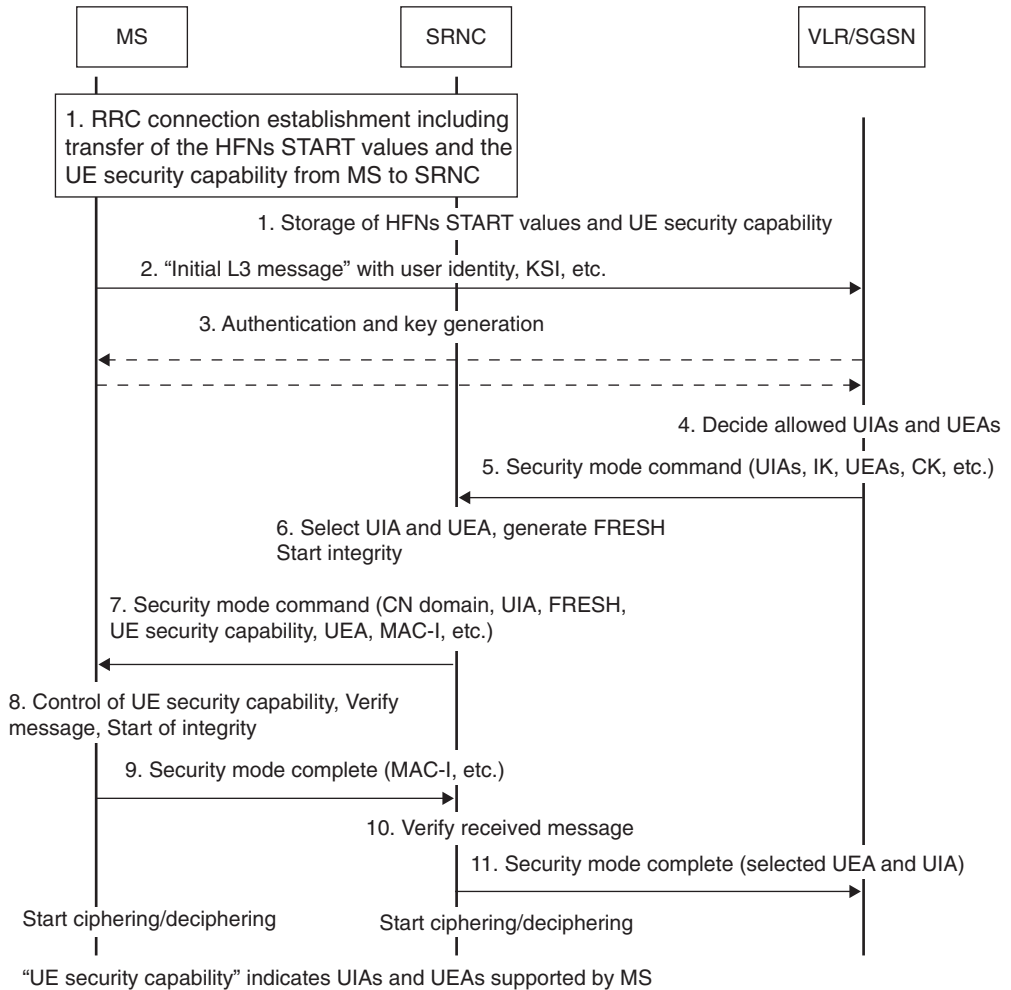 MS
SRNC
VLR/SGSN
1. RRC connection establishment including
transfer of the HFNs START values and the
UE security capability from MS to SRNC
1. Storage of HFNs START values and UE security capability
2. “Initial L3 message” with user identity, KSI, etc.
3. Authentication and key generation
4. Decide allowed UIAs and UEAs
5. Security mode command (UIAs, IK, UEAs, CK, etc.)
6. Select UIA and UEA, generate FRESH
Start integrity
7. Security mode command (CN domain, UIA, FRESH,
UE security capability, UEA, MAC-I, etc.)
8. Control of UE security capability, Verify
message, Start of integrity
9. Security mode complete (MAC-I, etc.)
10. Verify received message
11. Security mode complete (selected UEA and UIA)
Start ciphering/deciphering
Start ciphering/deciphering
“UE security capability” indicates UIAs and UEAs supported by MS